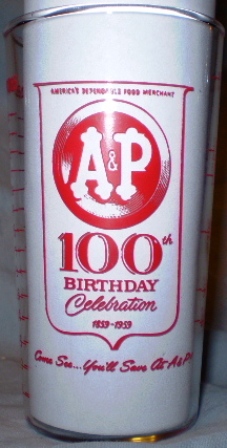 AMERICA'S DEPENDABLE FOOD MERCHANT
A&P
100th
BIRTHDAY
Celebration
1859-1959
Come See... You'll Save At A&P!